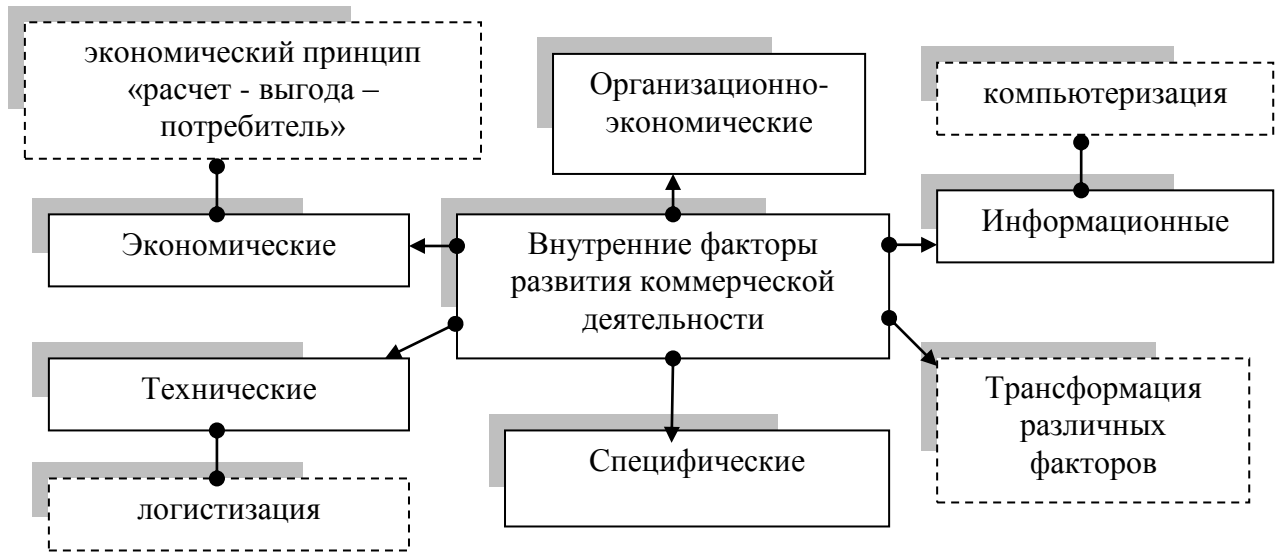 экономический принцип
«расчет - выгода –
потребитель»
Организационно-
экономические
компьютеризация
Экономические
Внутренние факторы
развития коммерческой
деятельности
Информационные
Технические
Специфические
Трансформация
различных
факторов
логистизация